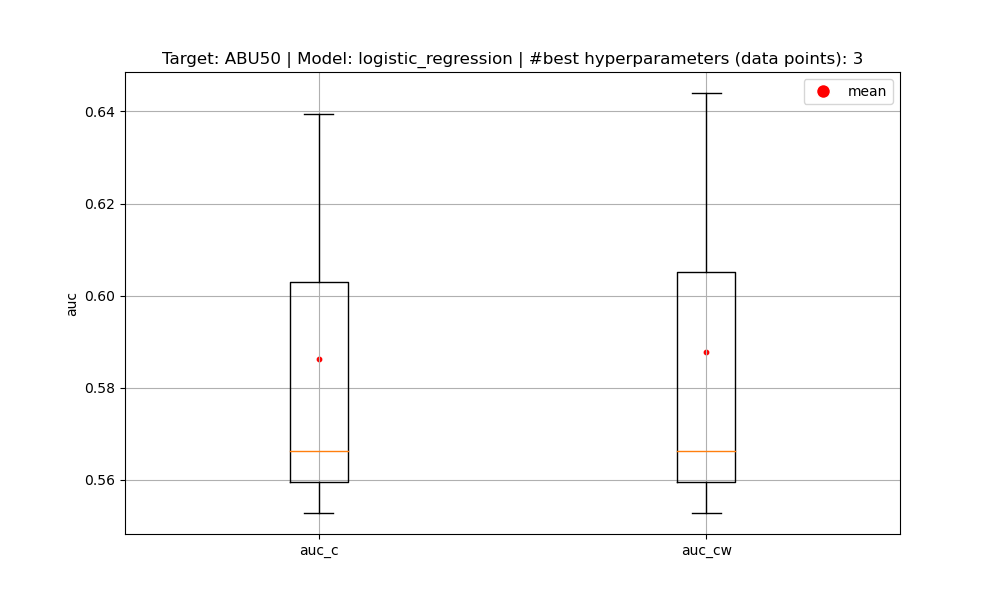 Target: ABU50 | Model: logistic_regression | #best hyperparameters (data points): 3
mean
0.64
0.62
0.60
0.58
0.56
auc
auc_c
auc_cw